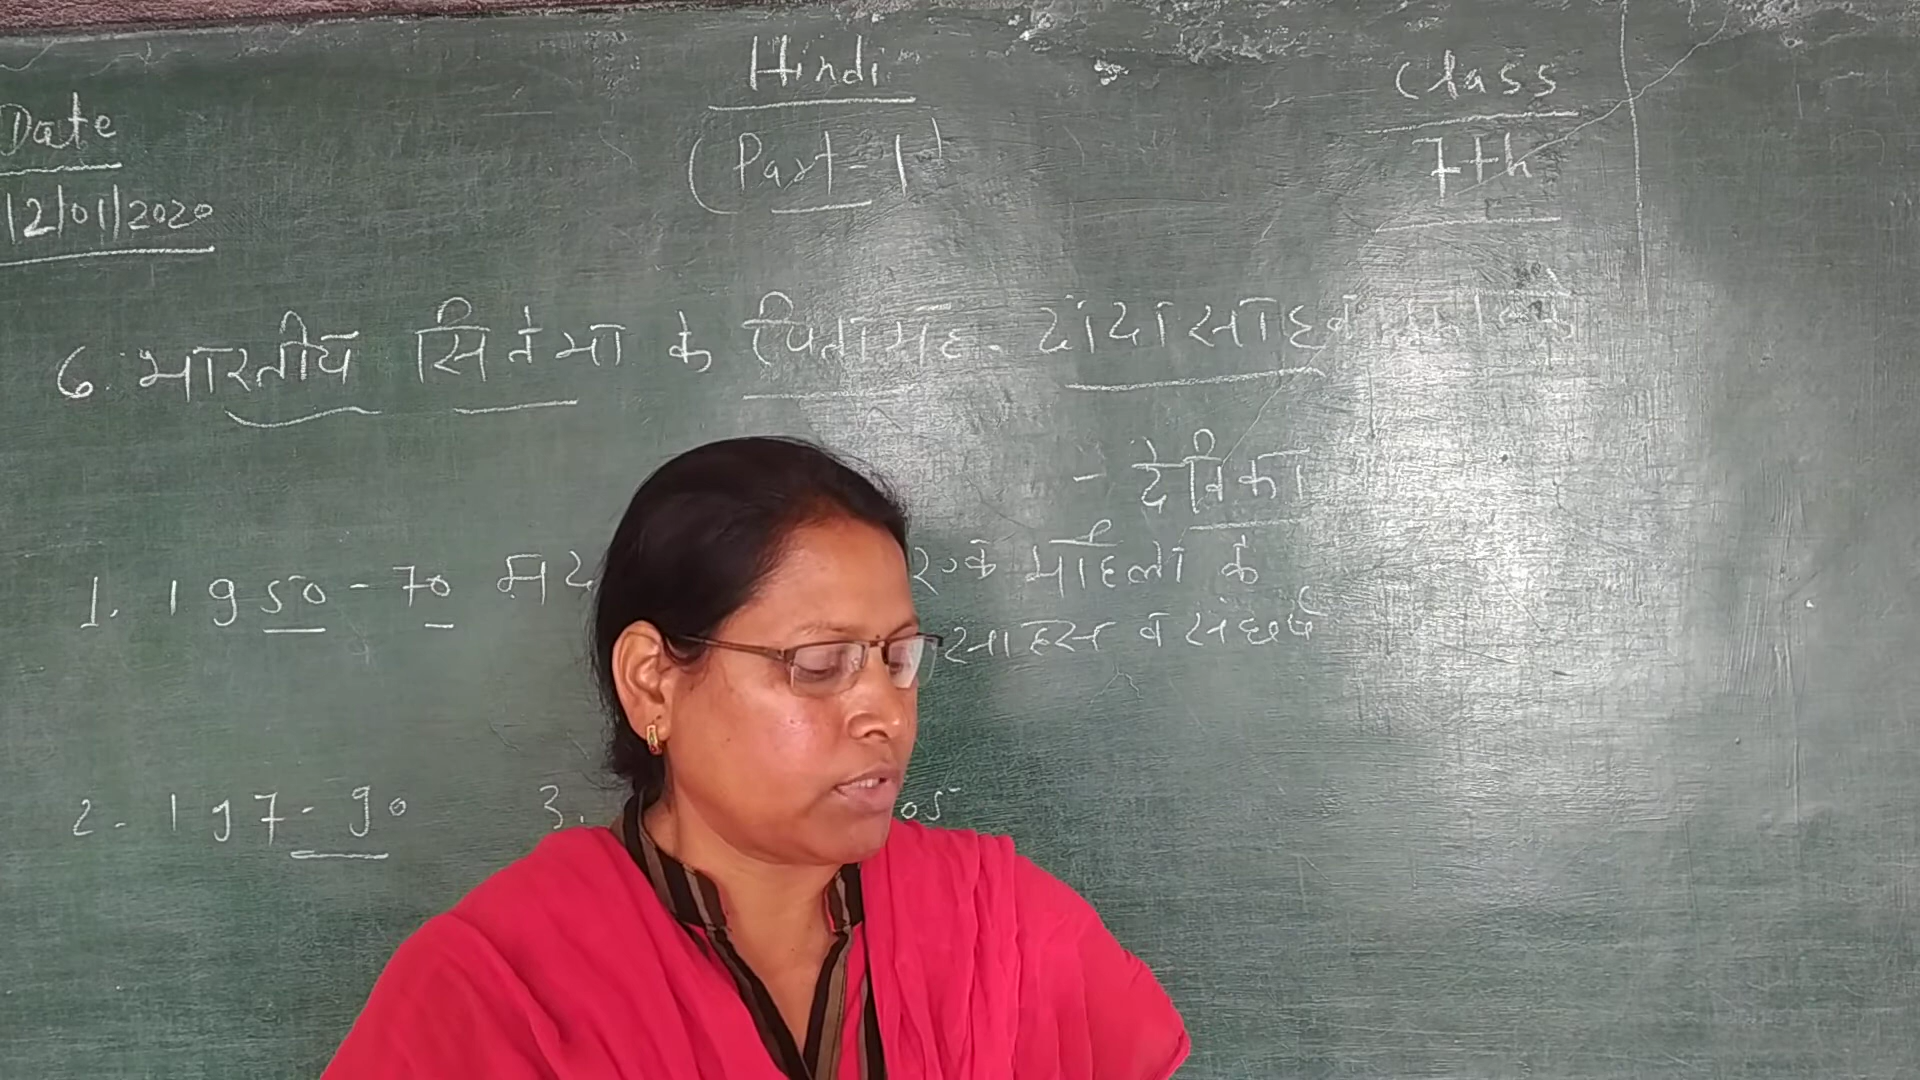 Date
12/01/2020
Hindi
(Part-1)
Class
7th
6. भारतीय सिनेमा के पितामह- दादा साहब
- देविका
1. 1950-70 के महिला के
साहस व संघर्ष
2. 197-90 3. 05